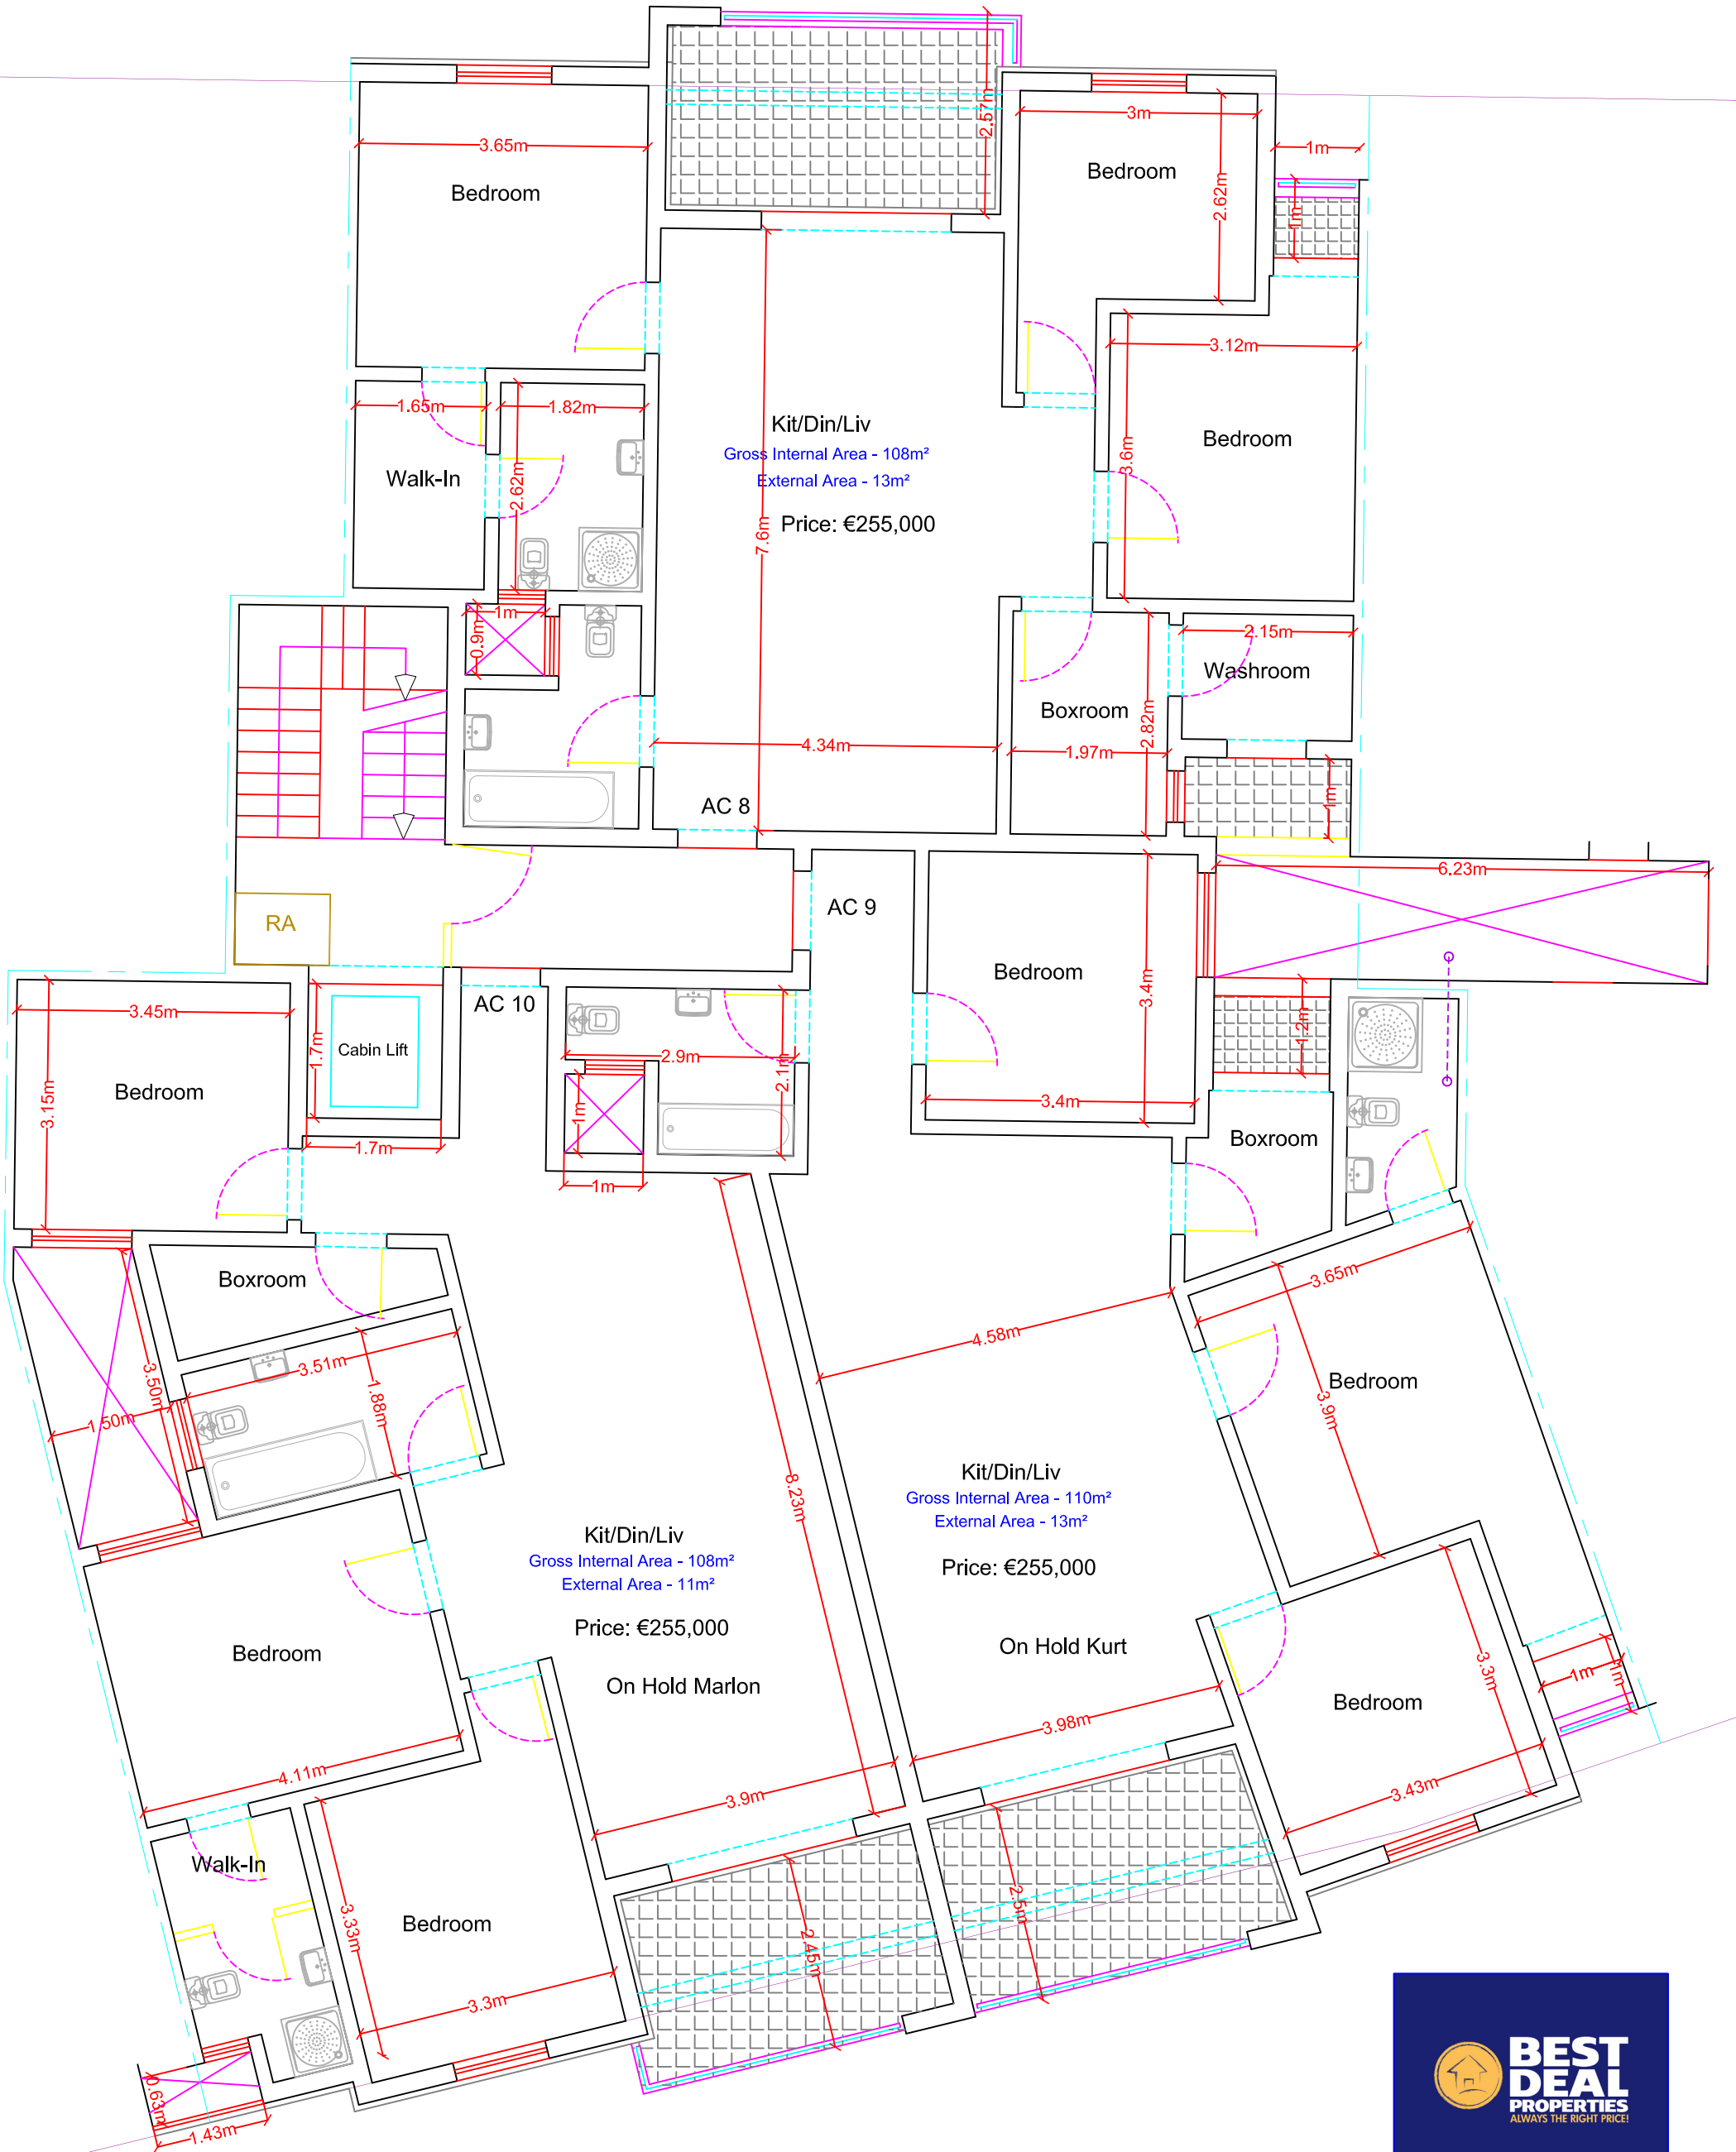 2.57m
3m
3.65m
1m
Bedroom
Bedroom
2.62m
1m
3.12m
1.65m
1.82m
Kit/Din/Liv
Gross Internal Area - 108m²
External Area - 13m²
Price: €255,000
Bedroom
3.6m
Walk-In
2.62m
7.6m
1m
0.9m
2.15m
Washroom
Boxroom
2.82m
4.34m
1.97m
1m
AC 8
6.23m
AC 9
RA
Bedroom
3.4m
AC 10
3.45m
1.7m
Cabin Lift
2.9m
2.1m
1.2m
Bedroom
3.15m
1m
3.4m
1.7m
Boxroom
1m
Boxroom
3.65m
4.58m
3.50m
3.51m
1.88m
1.50m
Bedroom
3.9m
8.23m
Kit/Din/Liv
Gross Internal Area - 110m²
External Area - 13m²
Price: €255,000
Kit/Din/Liv
Gross Internal Area - 108m²
External Area - 11m²
Price: €255,000
On Hold Kurt
Bedroom
On Hold Marlon
3.3m
1m
1m
Bedroom
3.98m
4.11m
3.9m
3.43m
Walk-In
Bedroom
3.33m
2.45m
2.5m
3.3m
0.63m
1.43m
BEST
DEAL
PROPERTIES
ALWAYS THE RIGHT PRICE!